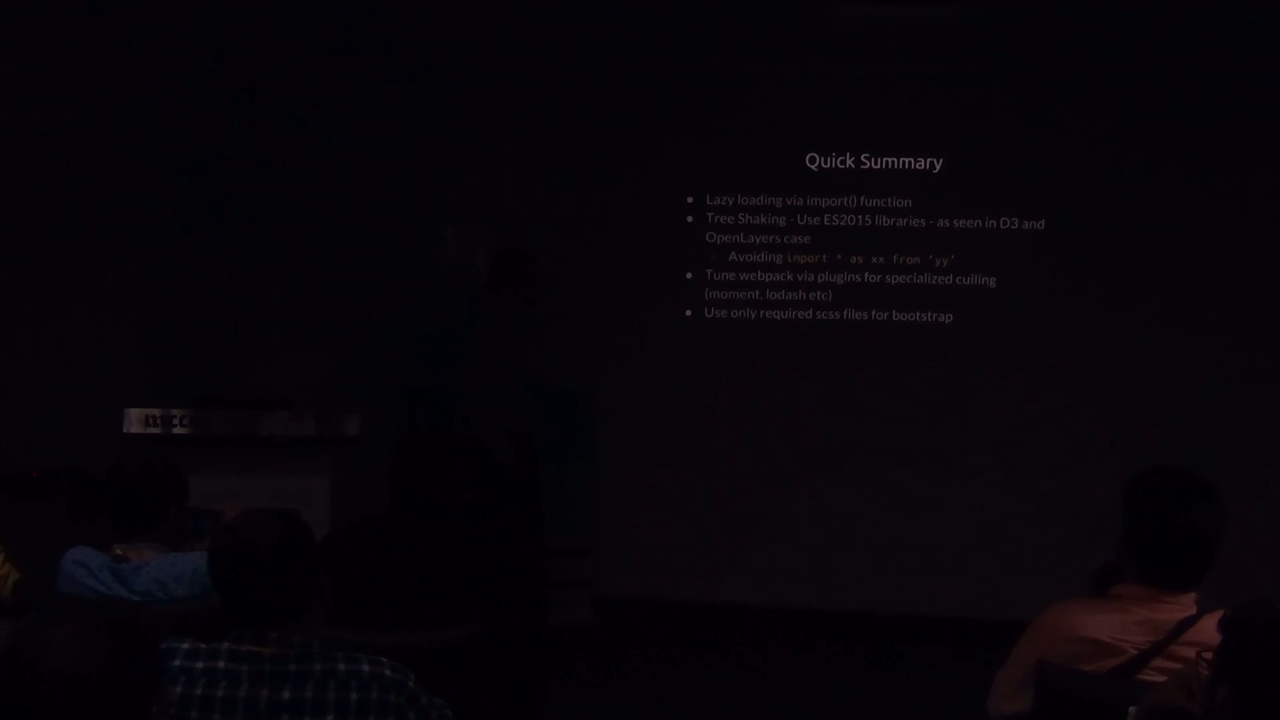 Quick Summary
● Lazy loading via import() function
● Tree Shaking - Use ES2015 libraries - as seen in D3 and
OpenLayers case
Avoiding import * as xx from 'yy'
● Tune webpack via plugins for specialized culling
(moment, lodash etc)
● Use only required scss files for bootstrap